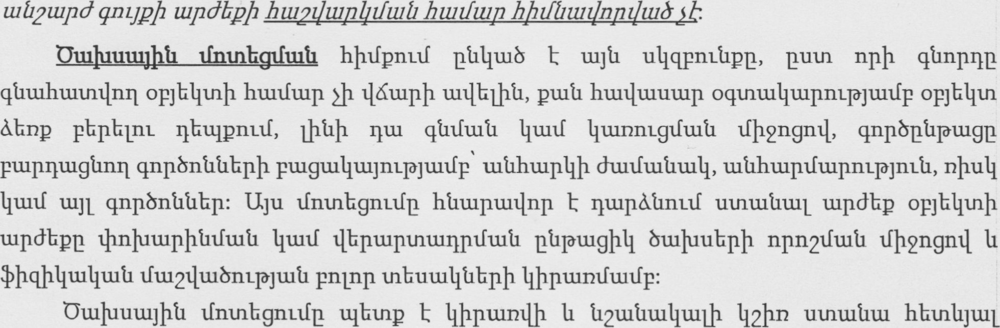 անշարժ գույքի արժեքի հաշվարկման համար հիմնավորված չէ:
Ծախսային մոտեցման հիմքում ընկած է այն սկզբունքը, ըստ որի գնորդը
գնահատվող օբյեկտի համար չի վճարի ավելին, քան հավասար օգտակարությամբ օբյեկտ
ձեռք բերելու դեպքում, լինի դա գնման կամ կառուցման միջոցով, գործընթացը
բարդացնող գործոնների բացակայությամբ՝ անհարկի ժամանակ, անհարմարություն, ռիսկ
կամ այլ գործոններ: Այս մոտեցումը հնարավոր է դարձնում ստանալ արժեք օբյեկտի
արժեքը փոխարինման կամ վերարտադրման ընթացիկ ծախսերի որոշման միջոցով և
ֆիզիկական մաշվածության բոլոր տեսակների կիրառմամբ:
Ծախսային մոտեցումը պետք է կիրառվի և նշանակալի կշիռ ստանա հետևյալ